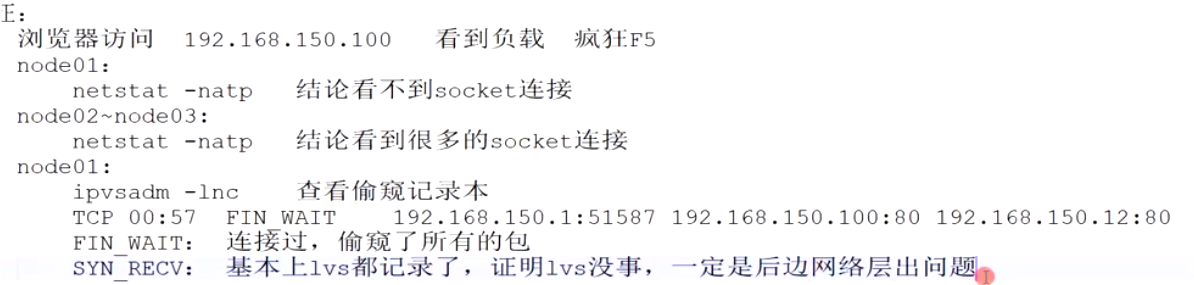 浏览器访问 192.168.150.100 看到负载 疯狂F5
node01:
netstat -natp 结论看不到socket连接
node02~node03:
netstat -natp 结论看到很多的socket连接
node01:
ipvsadm -lnc 查看偷窥记录本
TCP 00:57 FIN_WAIT 192.168.150.1:51587 192.168.150.100:80 192.168.150.12:80
FIN_WAIT: 连接过，偷窥了所有的包
SYN_RECV: 基本上lvs都记录了，证明lvs没事，一定是后边网络层出问题